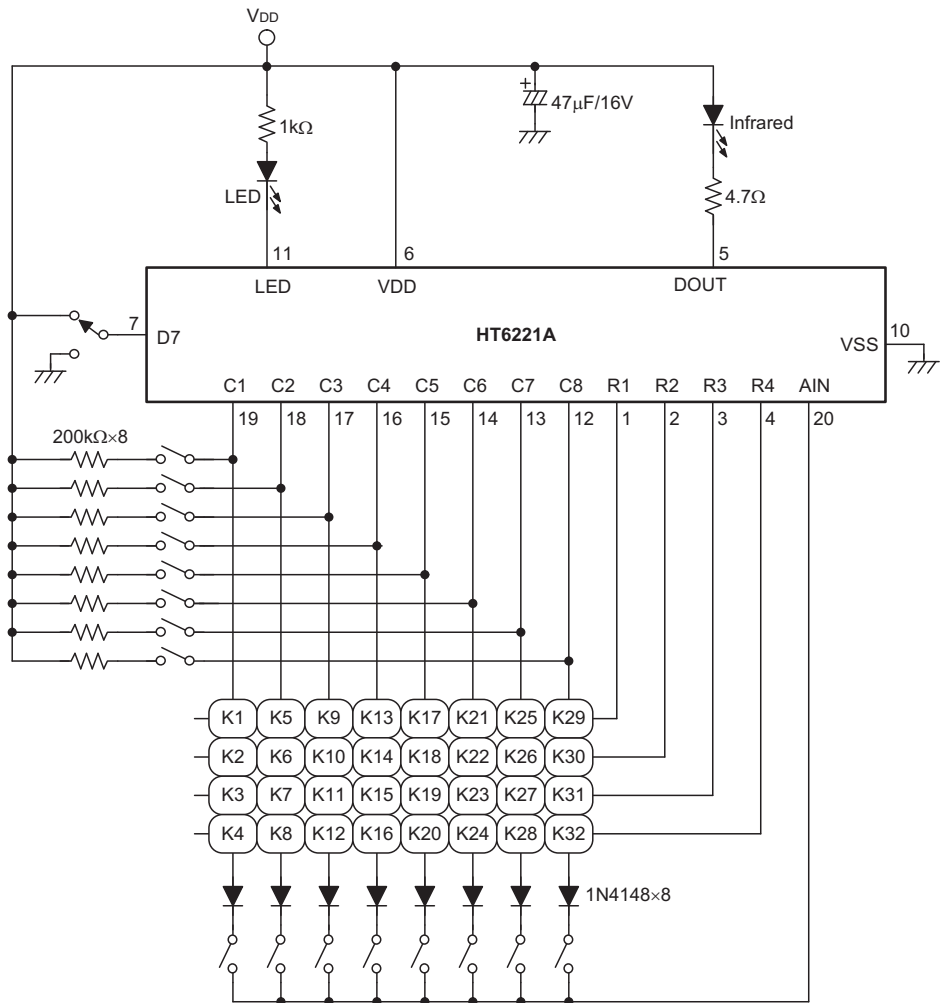 VDD
+
47μF/16V
1kΩ
Infrared
LED
4.7Ω
11 6 5
LED VDD DOUT
7 D7 HT6221A 10
VSS
C1 C2 C3 C4 C5 C6 C7 C8 R1 R2 R3 R4 AIN
19 18 17 16 15 14 13 12 1 2 3 4 20
200kΩ×8
K1 K5 K9 K13 K17 K21 K25 K29
K2 K6 K10 K14 K18 K22 K26 K30
K3 K7 K11 K15 K19 K23 K27 K31
K4 K8 K12 K16 K20 K24 K28 K32
1N4148×8